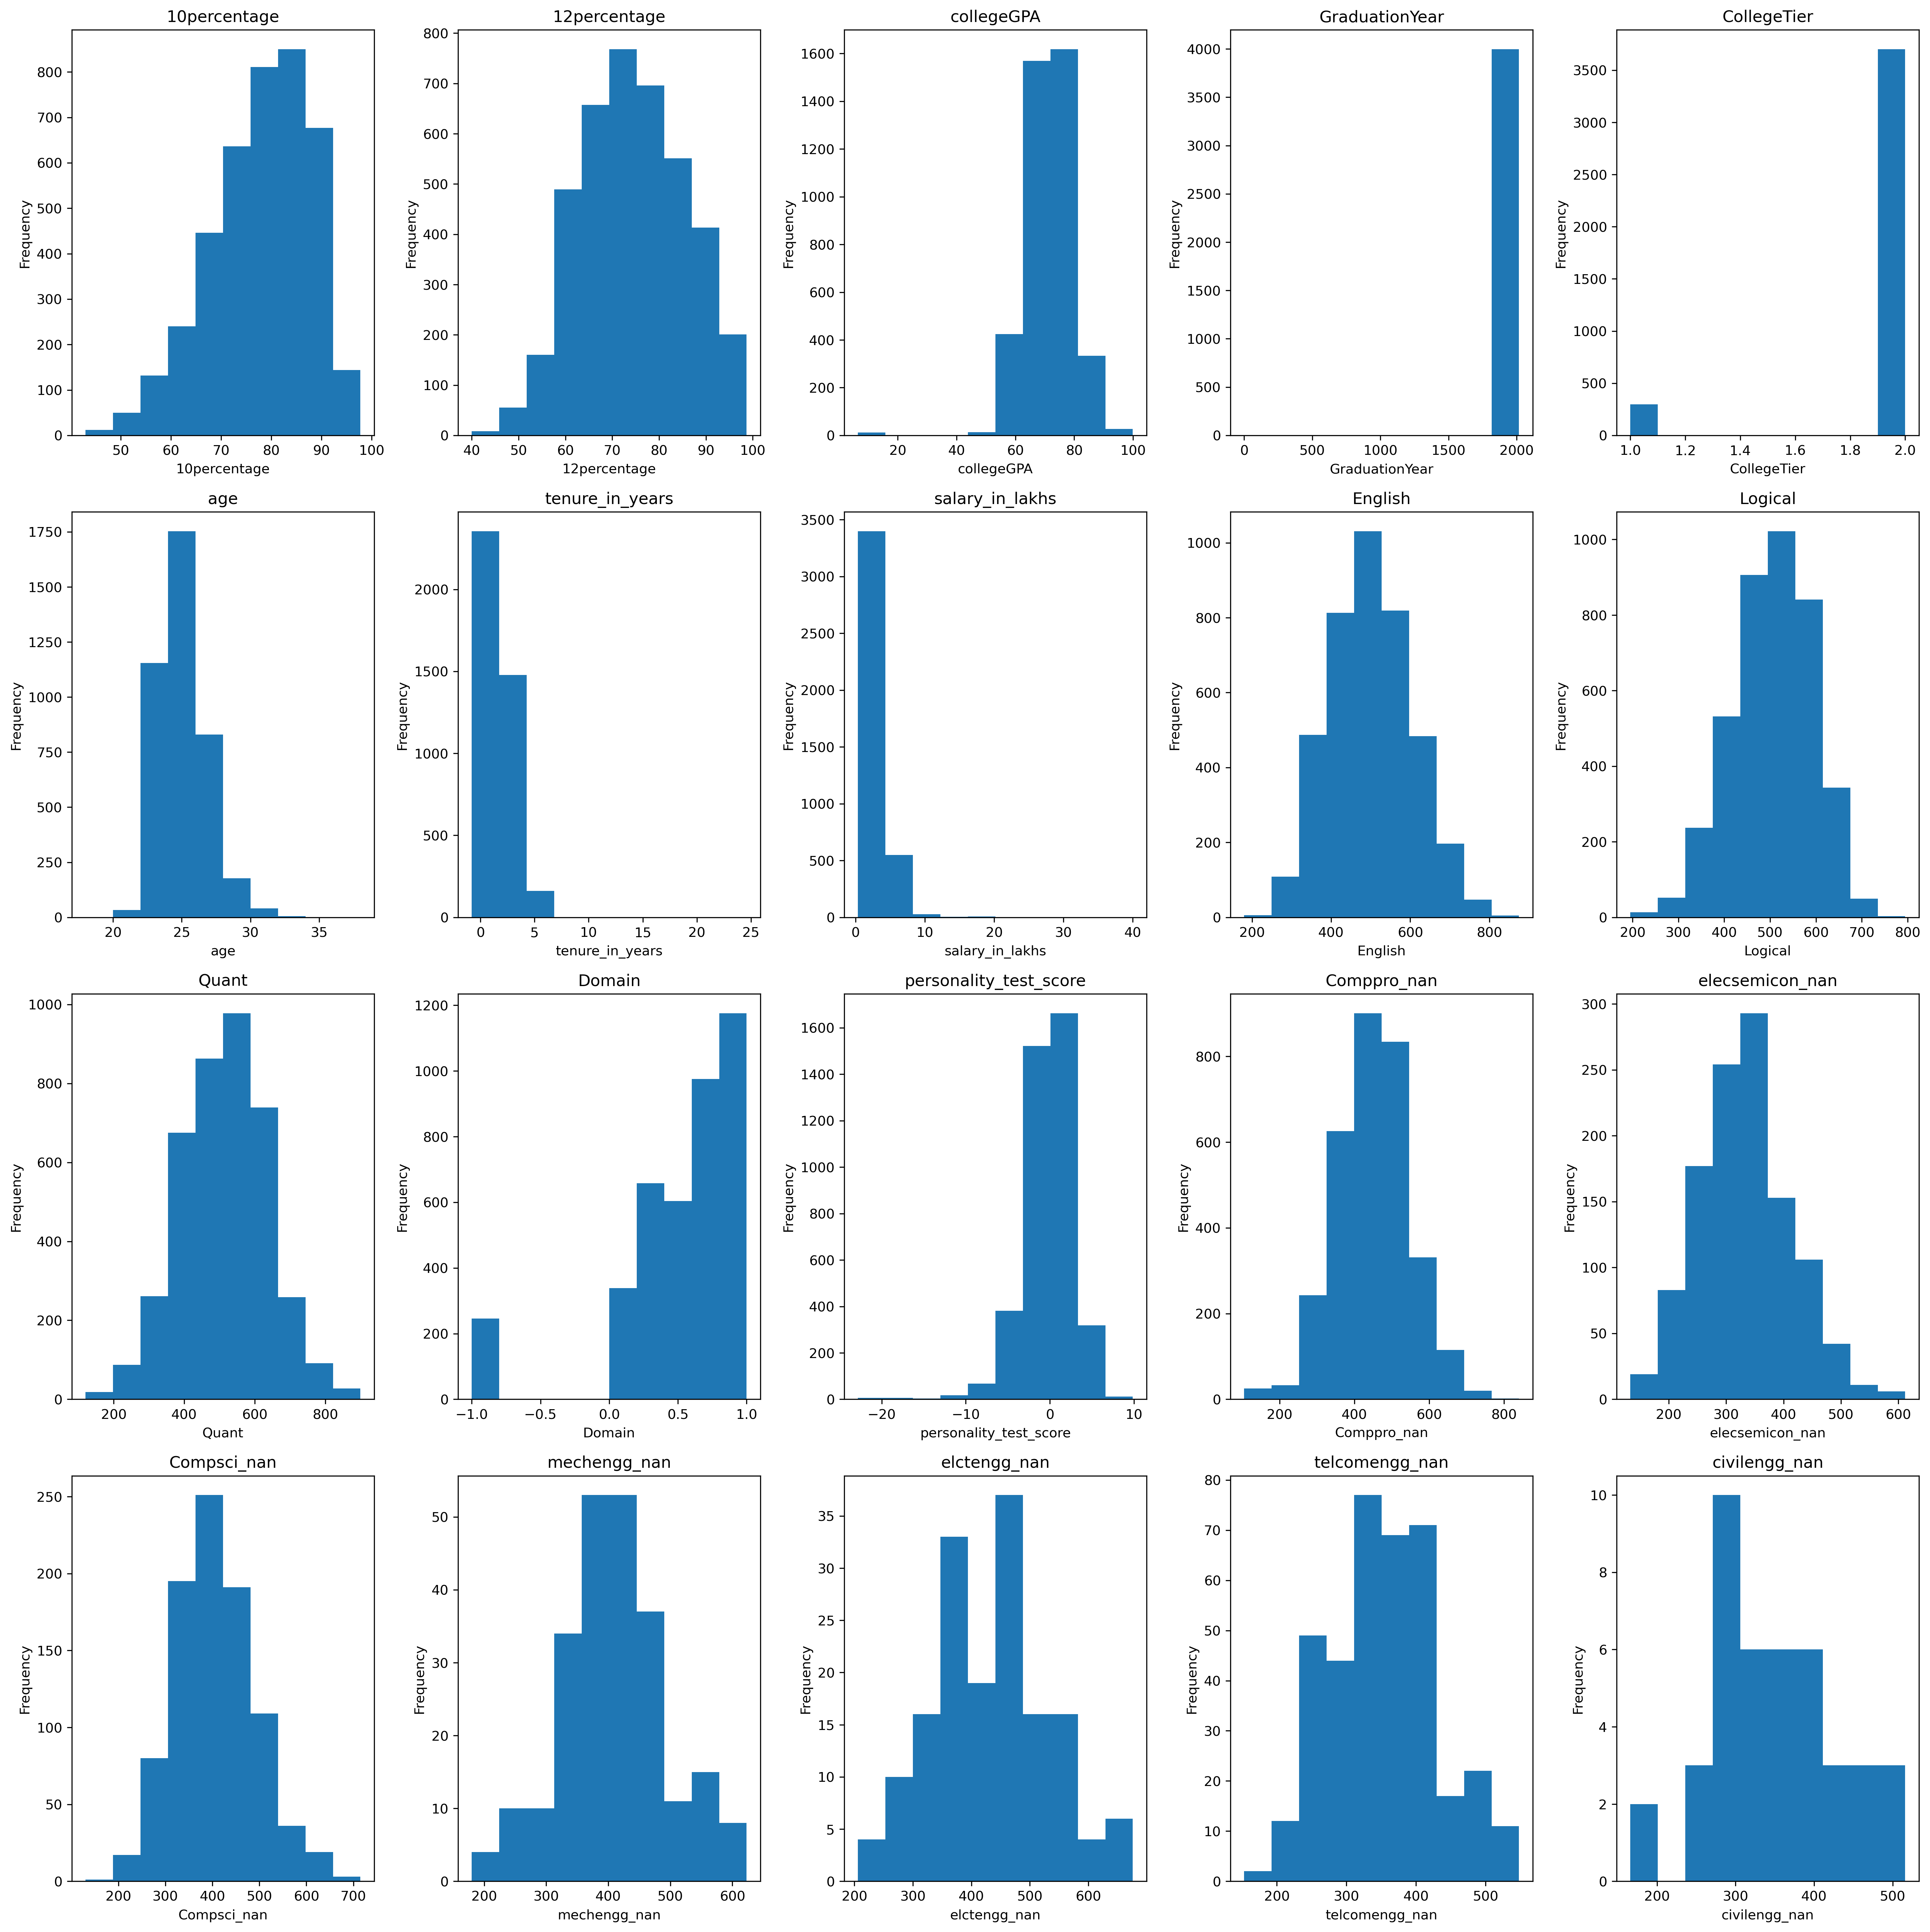 10percentage
800
700
600
500
400
300
200
100
0
Frequency
50 60 70 80 90 100
10percentage
12percentage
800
700
600
500
400
300
200
100
0
Frequency
40 50 60 70 80 90 100
12percentage
collegeGPA
1600
1400
1200
1000
800
600
400
200
0
Frequency
20 40 60 80 100
collegeGPA
GraduationYear
4000
3500
3000
2500
2000
1500
1000
500
0
Frequency
0 500 1000 1500 2000
GraduationYear
CollegeTier
3500
3000
2500
2000
1500
1000
500
0
Frequency
1.0 1.2 1.4 1.6 1.8 2.0
CollegeTier
age
1750
1500
1250
1000
750
500
250
0
Frequency
20 25 30 35
age
tenure_in_years
2000
1500
1000
500
0
Frequency
0 5 10 15 20 25
tenure_in_years
salary_in_lakhs
3500
3000
2500
2000
1500
1000
500
0
Frequency
0 10 20 30 40
salary_in_lakhs
English
1000
800
600
400
200
0
Frequency
200 400 600 800
English
Logical
1000
800
600
400
200
0
Frequency
200 300 400 500 600 700 800
Logical
Quant
1000
800
600
400
200
0
Frequency
200 400 600 800
Quant
Domain
1200
1000
800
600
400
200
0
Frequency
−1.0 −0.5 0.0 0.5 1.0
Domain
personality_test_score
1600
1400
1200
1000
800
600
400
200
0
Frequency
−20 −10 0 10
personality_test_score
Comppro_nan
800
600
400
200
0
Frequency
200 400 600 800
Comppro_nan
elecsemicon_nan
300
250
200
150
100
50
0
Frequency
200 300 400 500 600
elecsemicon_nan
Compsci_nan
250
200
150
100
50
0
Frequency
200 300 400 500 600 700
Compsci_nan
mechengg_nan
50
40
30
20
10
0
Frequency
200 300 400 500 600
mechengg_nan
elctengg_nan
35
30
25
20
15
10
5
0
Frequency
200 300 400 500 600
elctengg_nan
telcomengg_nan
80
70
60
50
40
30
20
10
0
Frequency
200 300 400 500
telcomengg_nan
civilengg_nan
10
8
6
4
2
0
Frequency
200 300 400 500
civilengg_nan